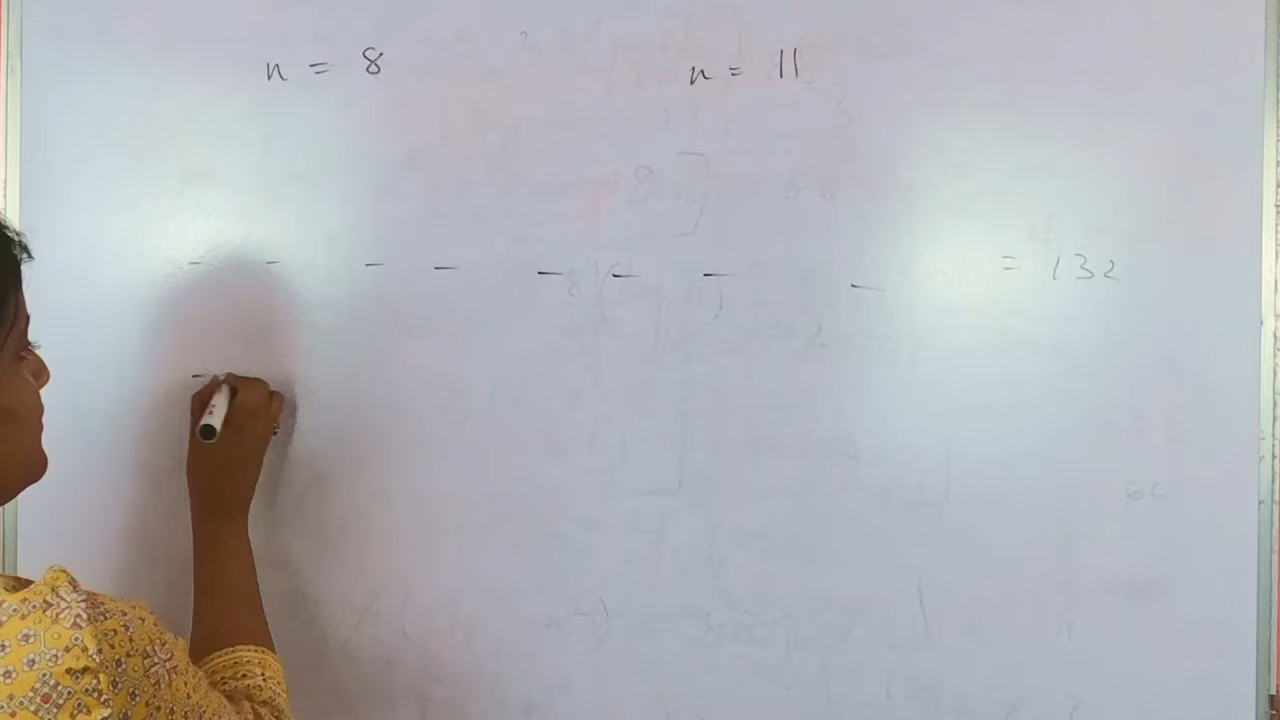 n = 8
n = 11
- - - - - - - - = 132
-